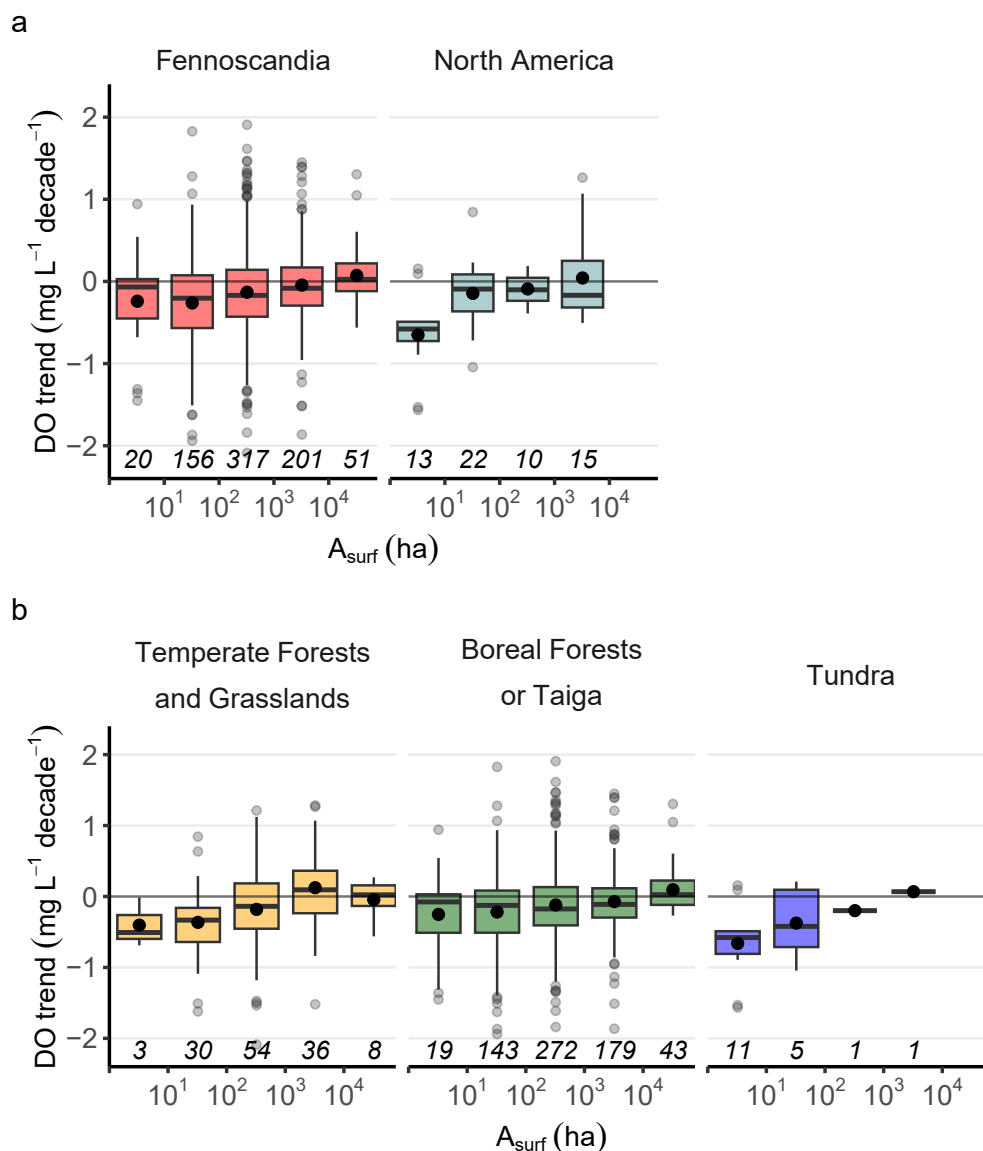 a
Fennoscandia North America
DO trend (mg L⁻¹ decade⁻¹)
2
1
0
−1
−2
20 156 317 201 51 13 22 10 15
10¹ 10² 10³ 10⁴ 10¹ 10² 10³ 10⁴
A_surf (ha)
b
Temperate Forests
and Grasslands
Boreal Forests
or Taiga
Tundra
DO trend (mg L⁻¹ decade⁻¹)
2
1
0
−1
−2
3 30 54 36 8 19 143 272 179 43 11 5 1 1
10¹ 10² 10³ 10⁴ 10¹ 10² 10³ 10⁴ 10¹ 10² 10³ 10⁴
A_surf (ha)